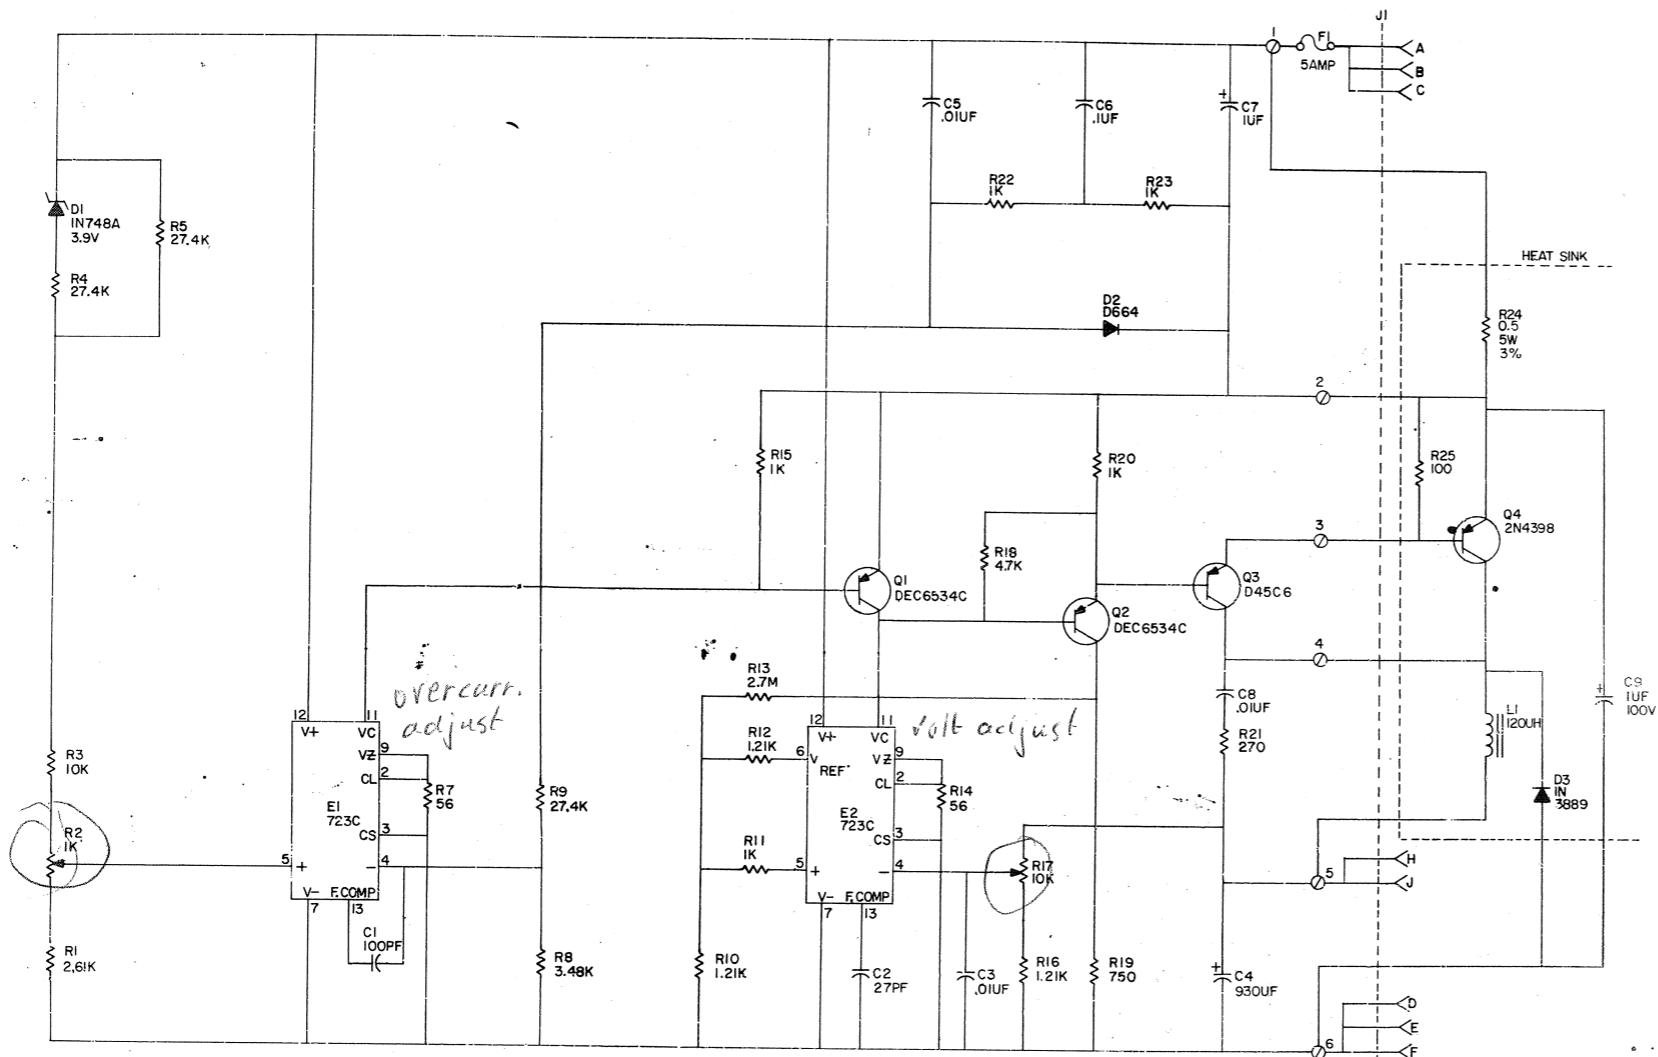 J1
1
F1
5AMP
A
B
C
C5
.01UF
C6
.1UF
+
C7
1UF
R22
1K
R23
1K
D1
1N748A
3.9V
R5
27.4K
R4
27.4K
HEAT SINK
D2
D664
R24
0.5
5W
3%
2
R15
1K
R20
1K
R25
100
Q4
2N4398
3
R18
4.7K
Q1
DEC6534C
Q3
D45C6
Q2
DEC6534C
4
overcurr.
adjust
R13
2.7M
C8
.01UF
C9
+
1UF
100V
L1
120UH
12
11
V+
VC
9
VZ
2
CL
E1
723C
3
CS
5
+
4
-
V-
F.COMP
7
13
R3
10K
R2
1K
R7
56
R9
27.4K
volt adjust
R12
1.21K
R21
270
12
11
V+
VC
6
V
REF
9
VZ
2
CL
E2
723C
3
CS
5
+
4
-
V-
F.COMP
7
13
R14
56
R11
1K
R17
10K
D3
1N
3889
5
H
J
R1
2.61K
C1
100PF
R8
3.48K
R10
1.21K
C2
27PF
C3
.01UF
R16
1.21K
R19
750
+
C4
930UF
6
D
E
F